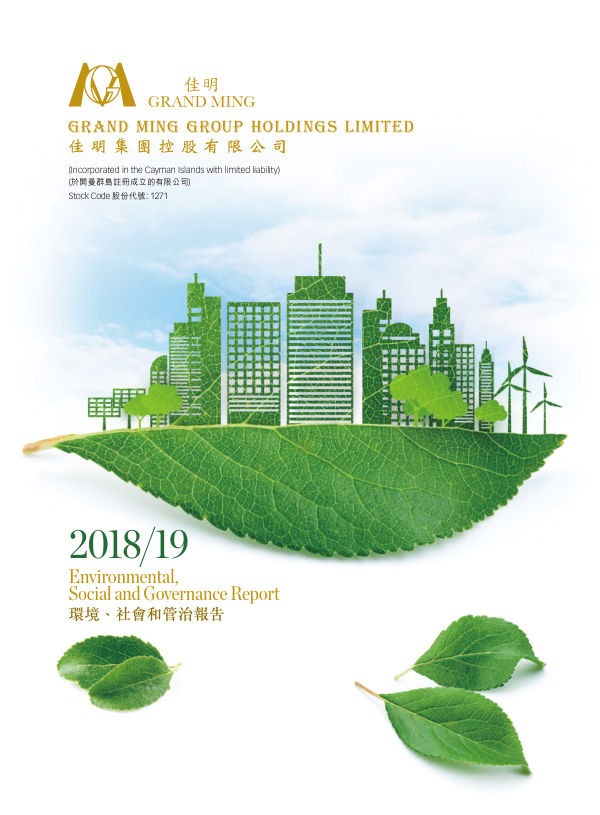 佳明
GRAND MING
GRAND MING GROUP HOLDINGS LIMITED
佳明集團控股有限公司
(Incorporated in the Cayman Islands with limited liability)
(於開曼群島註冊成立的有限公司)
Stock Code 股份代號: 1271
2018/19
Environmental,
Social and Governance Report
環境、社會和管治報告